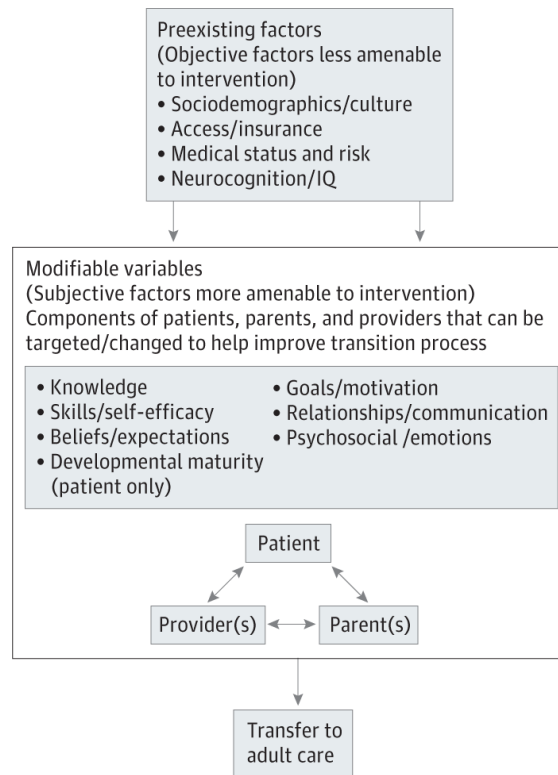 Preexisting factors
(Objective factors less amenable
to intervention)
• Sociodemographics/culture
• Access/insurance
• Medical status and risk
• Neurocognition/IQ
Modifiable variables
(Subjective factors more amenable to intervention)
Components of patients, parents, and providers that can be
targeted/changed to help improve transition process
• Knowledge
• Skills/self-efficacy
• Beliefs/expectations
• Developmental maturity
(patient only)
• Goals/motivation
• Relationships/communication
• Psychosocial /emotions
Patient
Provider(s)
Parent(s)
Transfer to
adult care